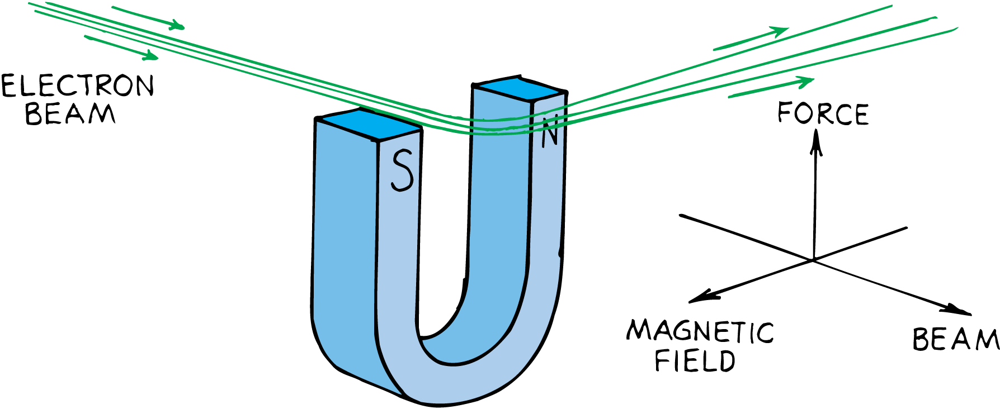 ELECTRON
BEAM
S
N
FORCE
MAGNETIC
FIELD
BEAM